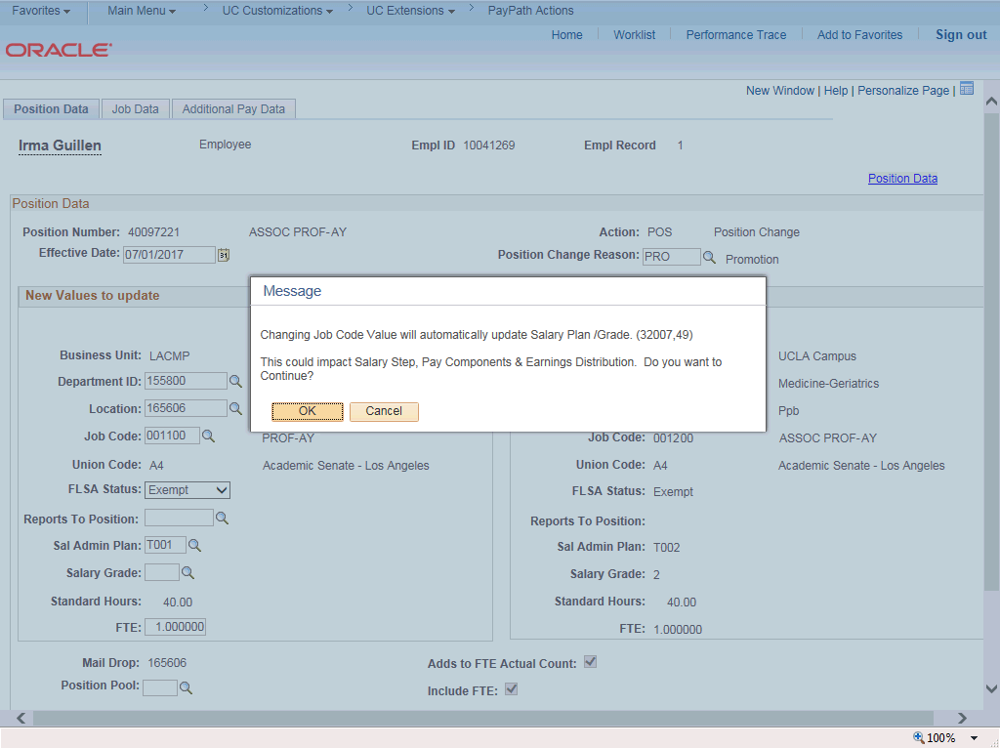 Favorites Main Menu > UC Customizations > UC Extensions > PayPath Actions
Home Worklist Performance Trace Add to Favorites Sign out
ORACLE
New Window | Help | Personalize Page |
Position Data Job Data Additional Pay Data
Irma Guillen Employee Empl ID 10041269 Empl Record 1
Position Data
Position Data
Position Number: 40097221 ASSOC PROF-AY Action: POS Position Change
Effective Date: 07/01/2017 31 Position Change Reason: PRO Promotion
New Values to update
Message
Changing Job Code Value will automatically update Salary Plan /Grade. (32007,49)
This could impact Salary Step, Pay Components & Earnings Distribution. Do you want to
Continue?
OK Cancel
Business Unit: LACMP UCLA Campus
Department ID: 155800 Medicine-Geriatrics
Location: 165606 Ppb
Job Code: 001100 PROF-AY Job Code: 001200 ASSOC PROF-AY
Union Code: A4 Academic Senate - Los Angeles Union Code: A4 Academic Senate - Los Angeles
FLSA Status: Exempt FLSA Status: Exempt
Reports To Position: Reports To Position:
Sal Admin Plan: T001 Sal Admin Plan: T002
Salary Grade: Salary Grade: 2
Standard Hours: 40.00 Standard Hours: 40.00
FTE: 1.000000 FTE: 1.000000
Mail Drop: 165606 Adds to FTE Actual Count:
Position Pool: Include FTE:
100%